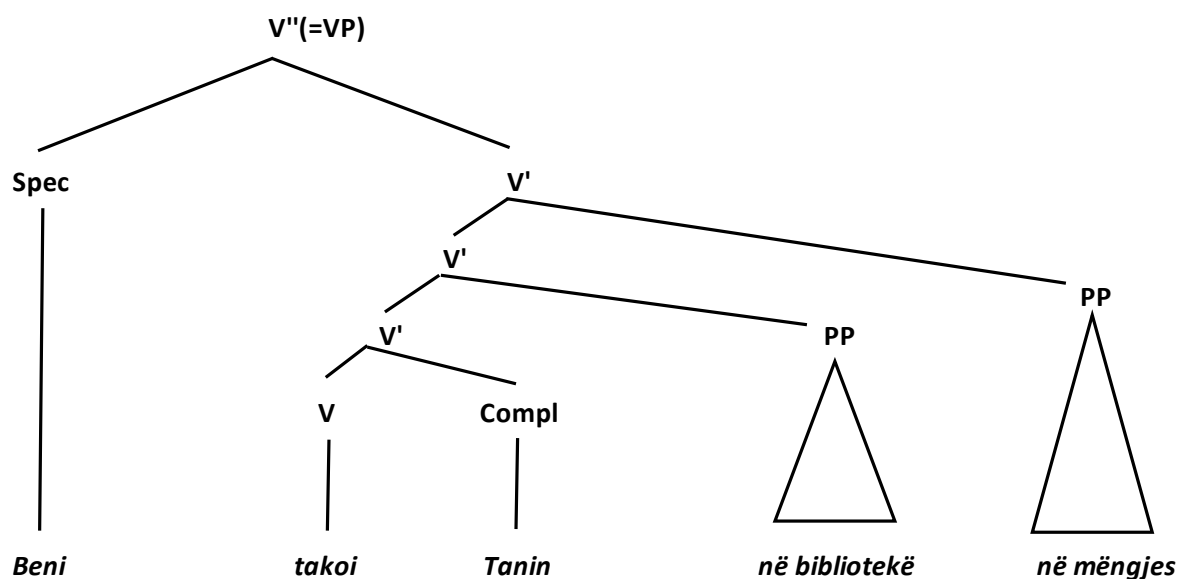 V''(=VP)
Spec
V'
V'
PP
V'
PP
V
Compl
Beni takoi Tanin në bibliotekë në mëngjes